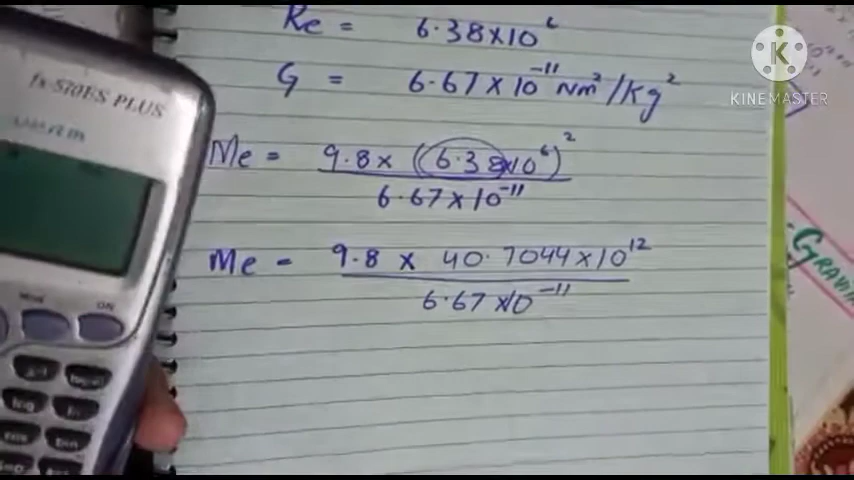 Re = 6.38×10⁶
G = 6.67×10⁻¹¹ Nm²/Kg²
Me = 9.8× (6.38×10⁶)²
6.67×10⁻¹¹
Me = 9.8 × 40.7044×10¹²
6.67×10⁻¹¹
fx-570ES PLUS
ON
KINEMASTER